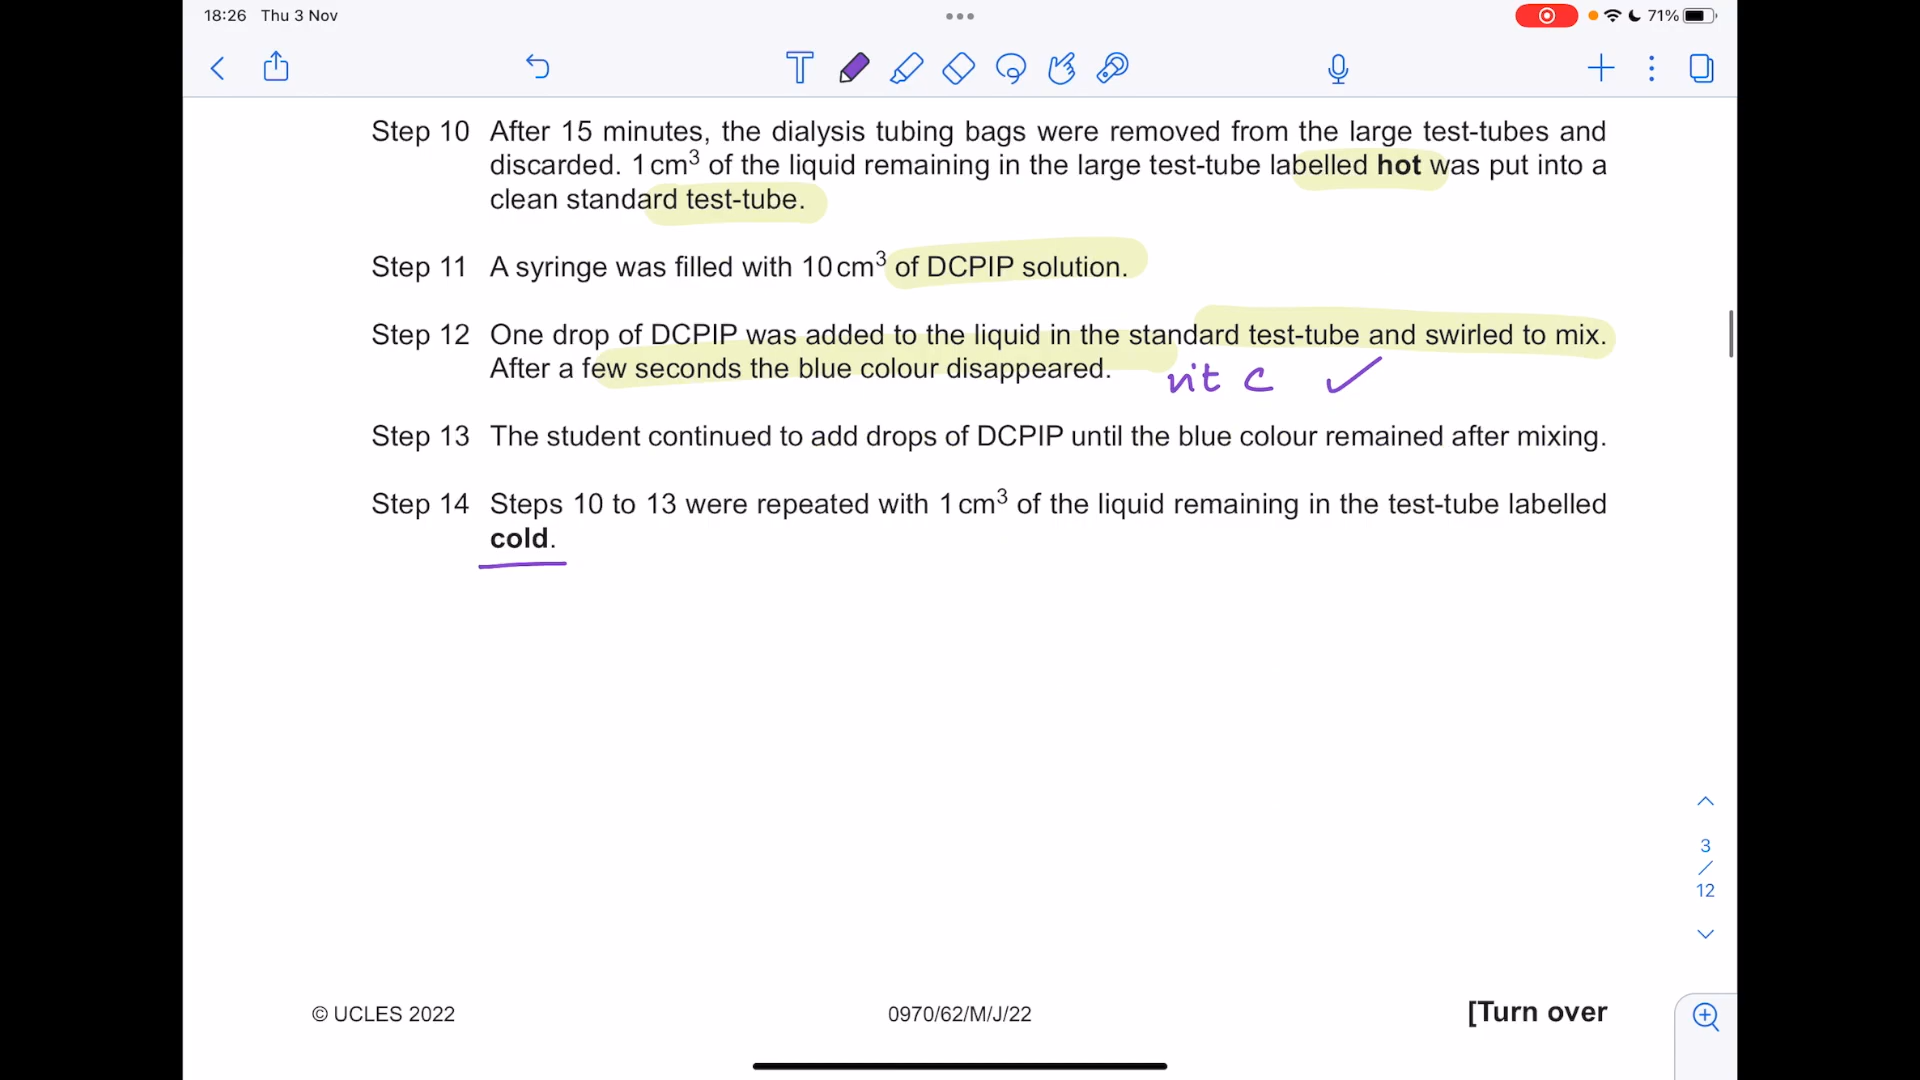 18:26 Thu 3 Nov
71%
T
Step 10 After 15 minutes, the dialysis tubing bags were removed from the large test-tubes and
discarded. 1 cm³ of the liquid remaining in the large test-tube labelled hot was put into a
clean standard test-tube.
Step 11 A syringe was filled with 10 cm³ of DCPIP solution.
Step 12 One drop of DCPIP was added to the liquid in the standard test-tube and swirled to mix.
After a few seconds the blue colour disappeared.
vit C ✓
Step 13 The student continued to add drops of DCPIP until the blue colour remained after mixing.
Step 14 Steps 10 to 13 were repeated with 1 cm³ of the liquid remaining in the test-tube labelled
cold.
3
/
12
© UCLES 2022 0970/62/M/J/22 [Turn over